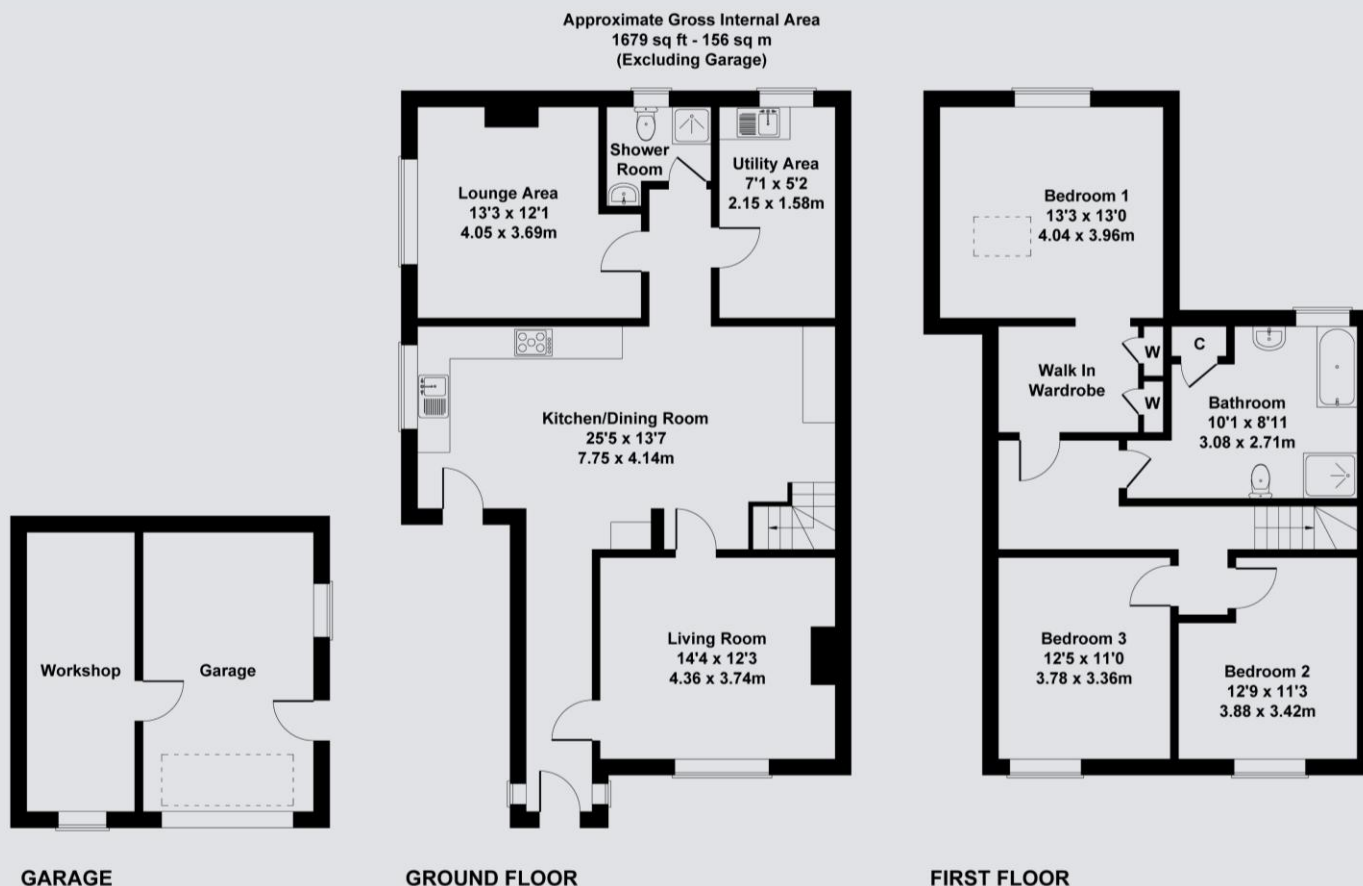 Approximate Gross Internal Area
1679 sq ft - 156 sq m
(Excluding Garage)
Workshop
Garage
GARAGE
Lounge Area
13'3 x 12'1
4.05 x 3.69m
Shower
Room
Utility Area
7'1 x 5'2
2.15 x 1.58m
Kitchen/Dining Room
25'5 x 13'7
7.75 x 4.14m
Living Room
14'4 x 12'3
4.36 x 3.74m
GROUND FLOOR
Bedroom 1
13'3 x 13'0
4.04 x 3.96m
Walk In
Wardrobe
W
W
C
Bathroom
10'1 x 8'11
3.08 x 2.71m
Bedroom 3
12'5 x 11'0
3.78 x 3.36m
Bedroom 2
12'9 x 11'3
3.88 x 3.42m
FIRST FLOOR